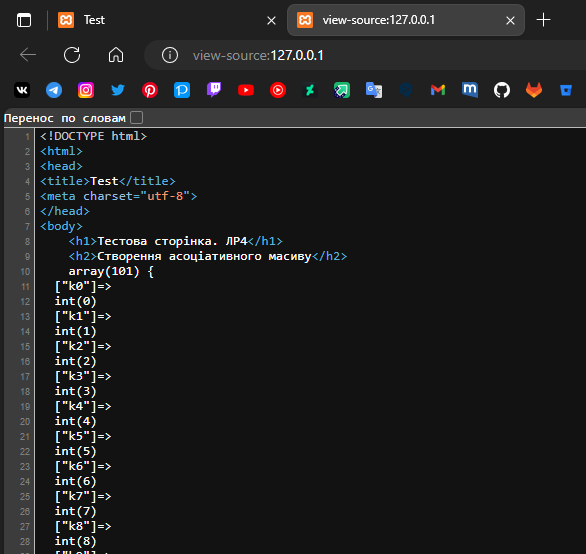 Test
view-source:127.0.0.1
view-source:127.0.0.1
Перенос по словам
1 <!DOCTYPE html>
2 <html>
3 <head>
4 <title>Test</title>
5 <meta charset="utf-8">
6 </head>
7 <body>
8 <h1>Тестова сторінка. ЛР4</h1>
9 <h2>Створення асоціативного масиву</h2>
10 array(101) {
11 ["k0"]=>
12 int(0)
13 ["k1"]=>
14 int(1)
15 ["k2"]=>
16 int(2)
17 ["k3"]=>
18 int(3)
19 ["k4"]=>
20 int(4)
21 ["k5"]=>
22 int(5)
23 ["k6"]=>
24 int(6)
25 ["k7"]=>
26 int(7)
27 ["k8"]=>
28 int(8)